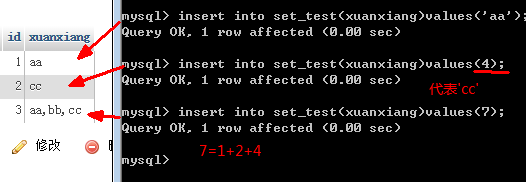 id xuanxiang
1 aa
2 cc
3 aa,bb,cc
修改
mysql> insert into set_test(xuanxiang)values('aa');
Query OK, 1 row affected (0.00 sec)
mysql> insert into set_test(xuanxiang)values(4);
Query OK, 1 row affected (0.00 sec)
代表'cc'
mysql> insert into set_test(xuanxiang)values(7);
Query OK, 1 row affected (0.00 sec)
7=1+2+4
mysql>